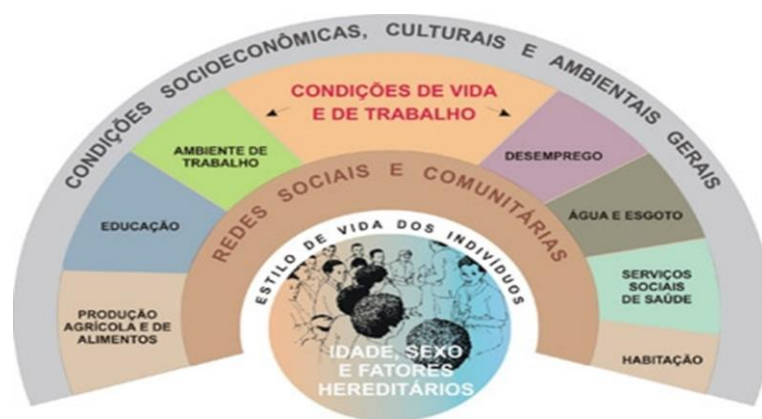 CONDIÇÕES SOCIOECONÔMICAS, CULTURAIS E AMBIENTAIS GERAIS
CONDIÇÕES DE VIDA
E DE TRABALHO
AMBIENTE DE
TRABALHO
DESEMPREGO
REDES SOCIAIS E COMUNITÁRIAS
EDUCAÇÃO
ÁGUA E ESGOTO
ESTILO DE VIDA DOS INDIVÍDUOS
SERVIÇOS
SOCIAIS
DE SAÚDE
PRODUÇÃO
AGRÍCOLA E DE
ALIMENTOS
HABITAÇÃO
IDADE, SEXO
E FATORES
HEREDITÁRIOS